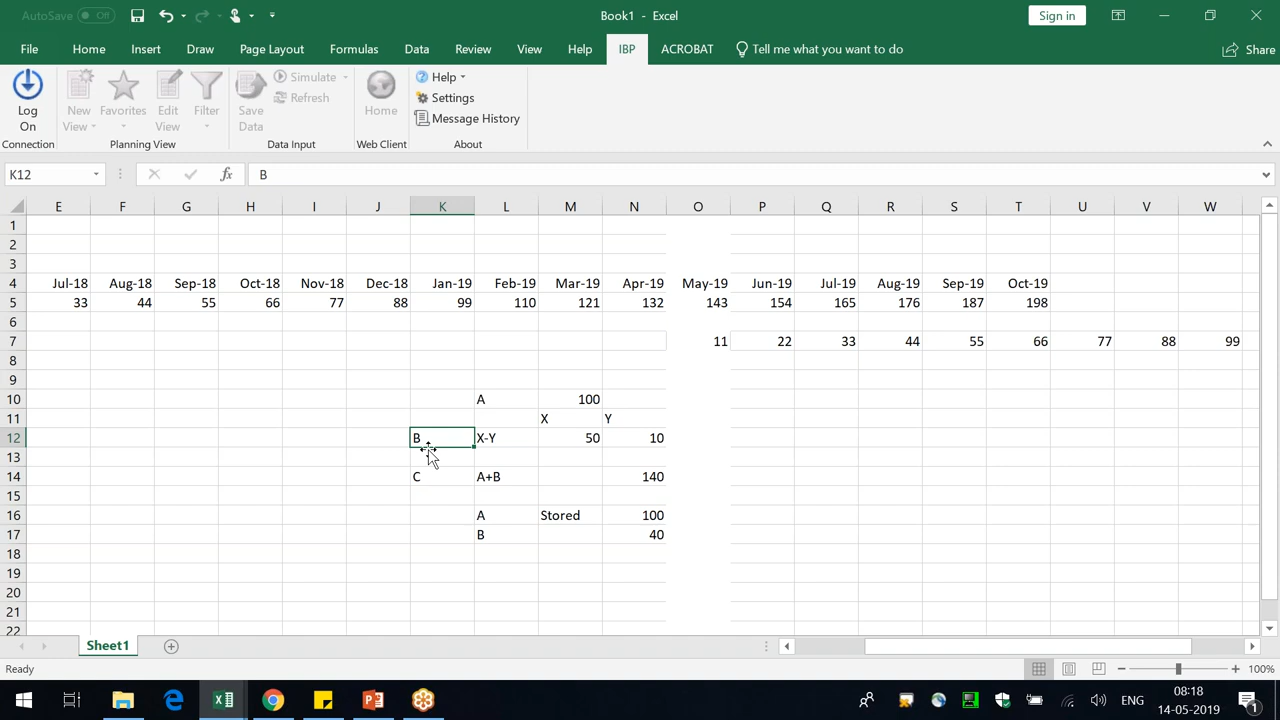 AutoSave Off
Book1 - Excel
Sign in
File Home Insert Draw Page Layout Formulas Data Review View Help IBP ACROBAT Tell me what you want to do Share
Log On
New View
Favorites
Edit View
Filter
Save Data
Simulate
Refresh
Home
Help
Settings
Message History
Connection Planning View Data Input Web Client About
K12 fx B
E F G H I J K L M N O P Q R S T U V W
1
2
3
4 Jul-18 Aug-18 Sep-18 Oct-18 Nov-18 Dec-18 Jan-19 Feb-19 Mar-19 Apr-19 May-19 Jun-19 Jul-19 Aug-19 Sep-19 Oct-19
5 33 44 55 66 77 88 99 110 121 132 143 154 165 176 187 198
6
7 11 22 33 44 55 66 77 88 99
8
9
10 A 100
11 X Y
12 B X-Y 50 10
13
14 C A+B 140
15
16 A Stored 100
17 B 40
18
19
20
21
22
Sheet1
Ready 100%
ENG 08:18
14-05-2019 1